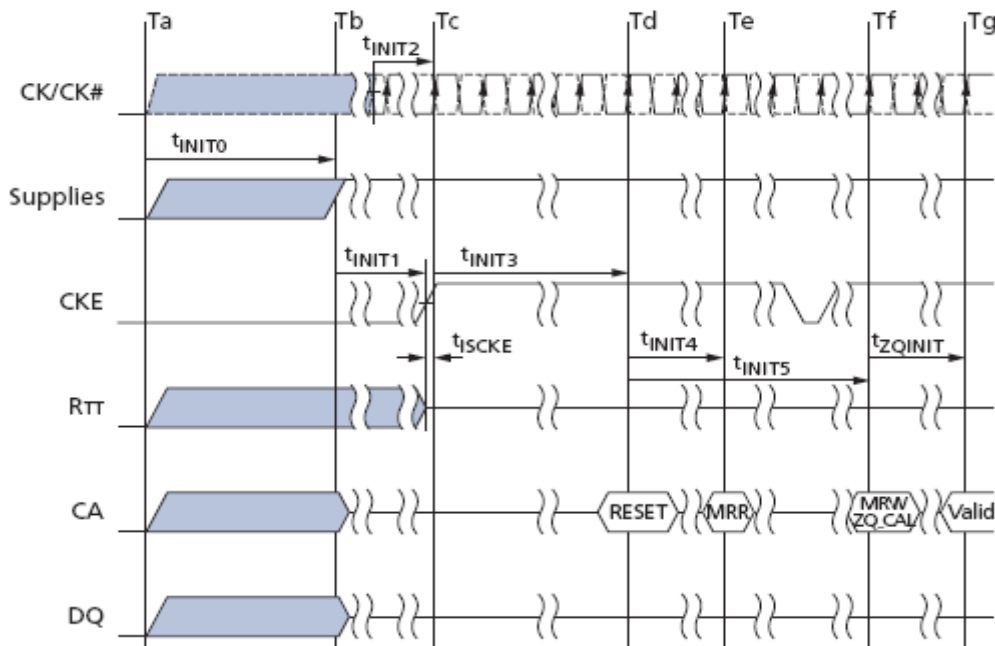 Ta Tb Tc Td Te Tf Tg
tINIT2
CK/CK#
tINIT0
Supplies
tINIT1 tINIT3
CKE
tISCKE tINIT4 tZQINIT
tINIT5
RTT
CA RESET MRR MRW ZQ_CAL Valid
DQ